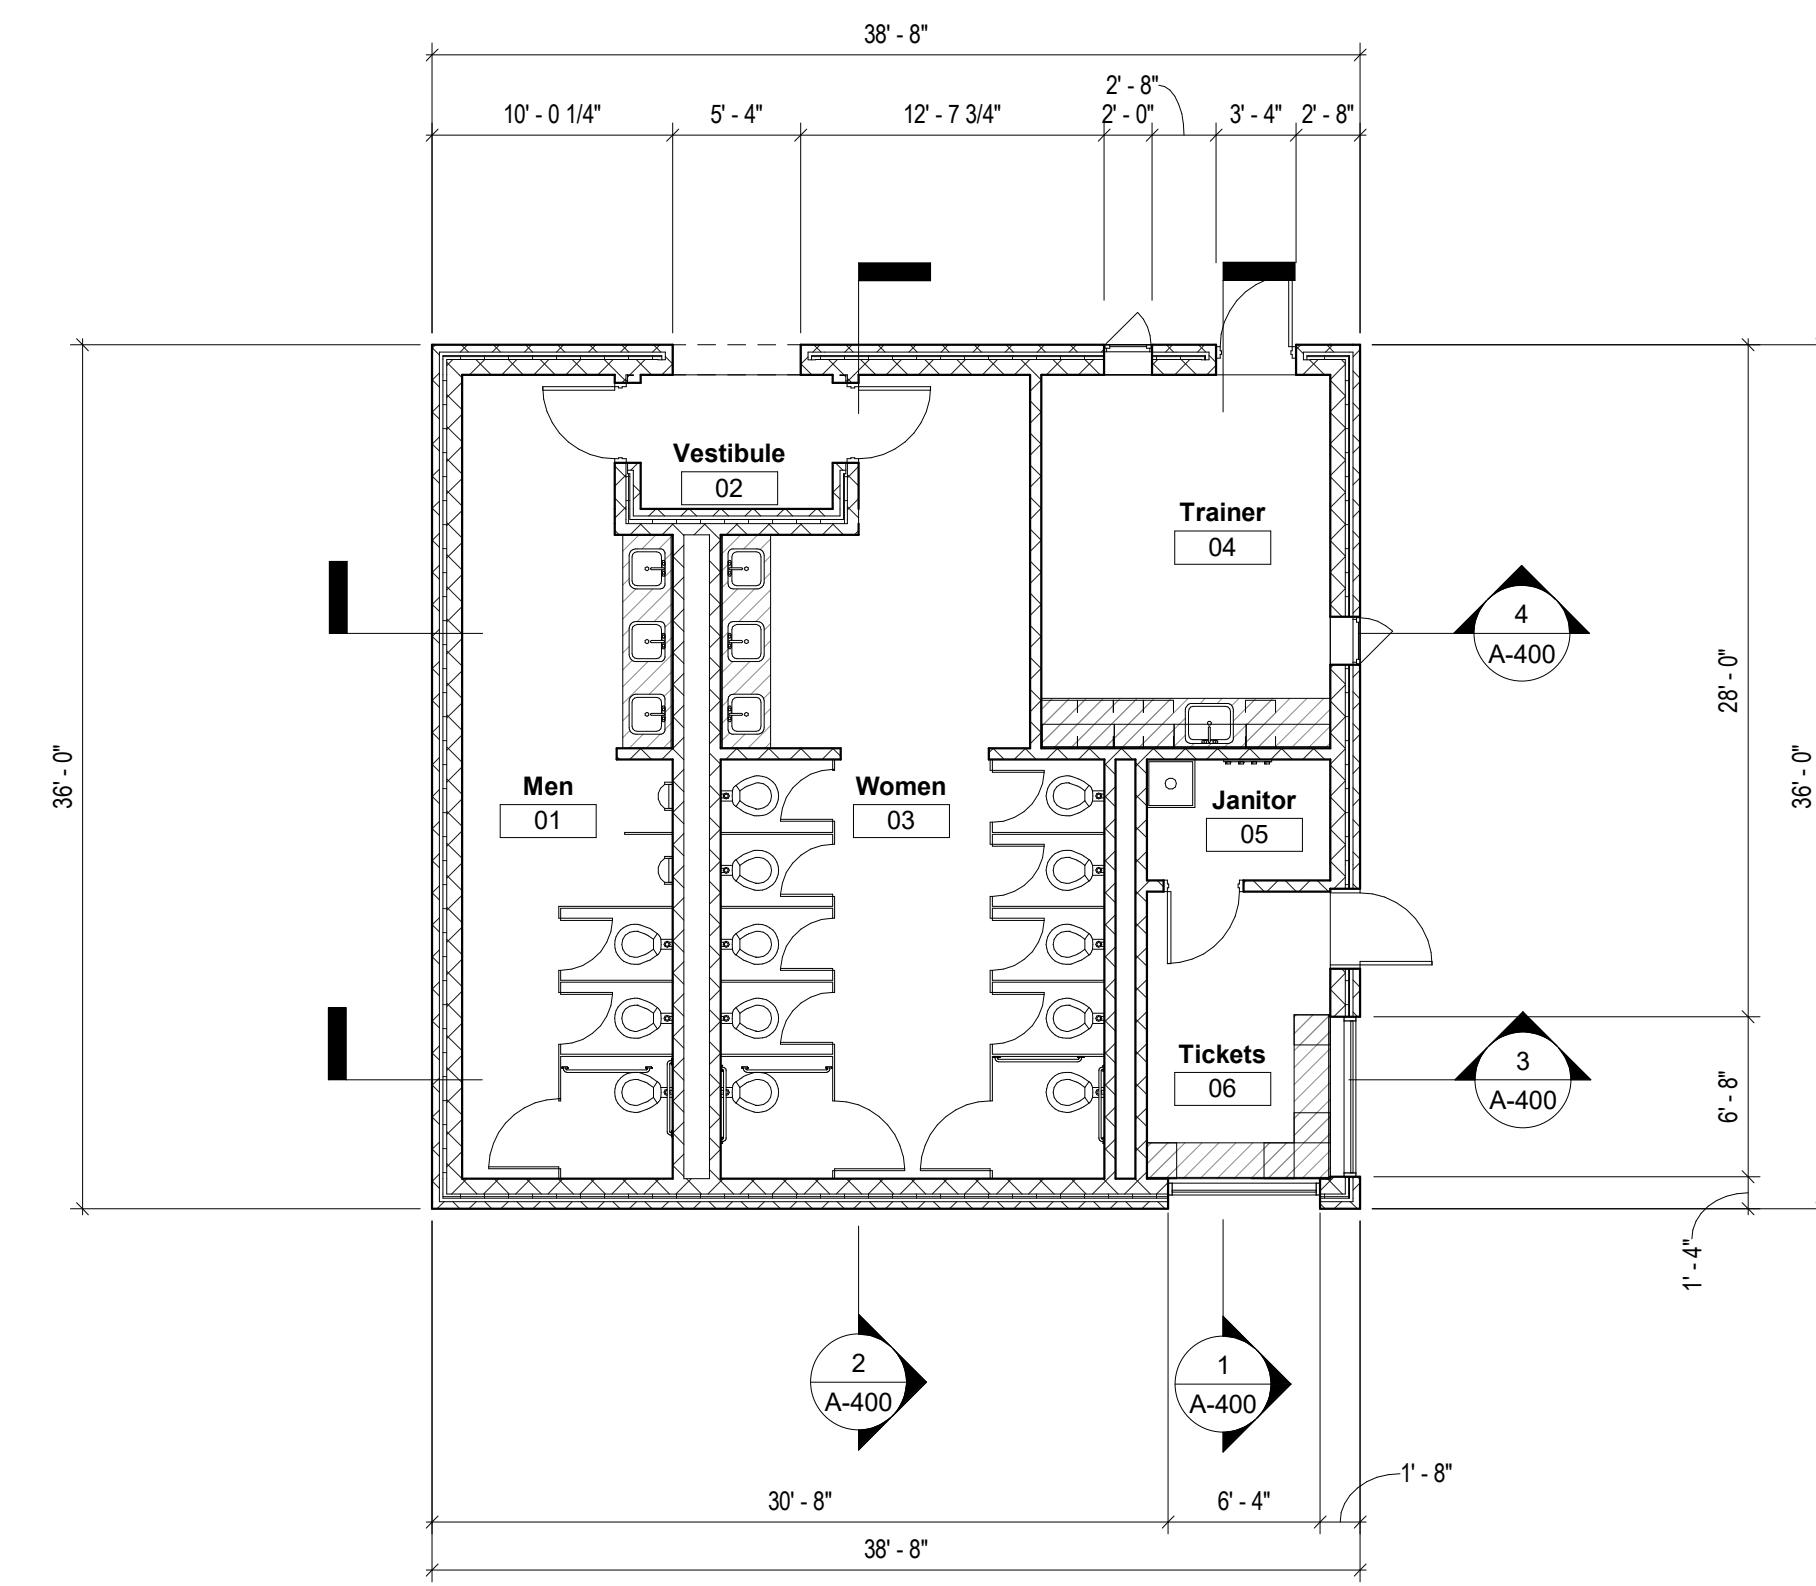 38' - 8"
2' - 8"
10' - 0 1/4"
5' - 4"
12' - 7 3/4"
2' - 0"
3' - 4"
2' - 8"
Vestibule
02
Trainer
04
4
A-400
28' - 0"
36' - 0"
36' - 0"
Men
01
Women
03
Janitor
05
Tickets
06
3
A-400
6' - 8"
1' - 4"
2
A-400
1
A-400
1' - 8"
30' - 8"
6' - 4"
38' - 8"